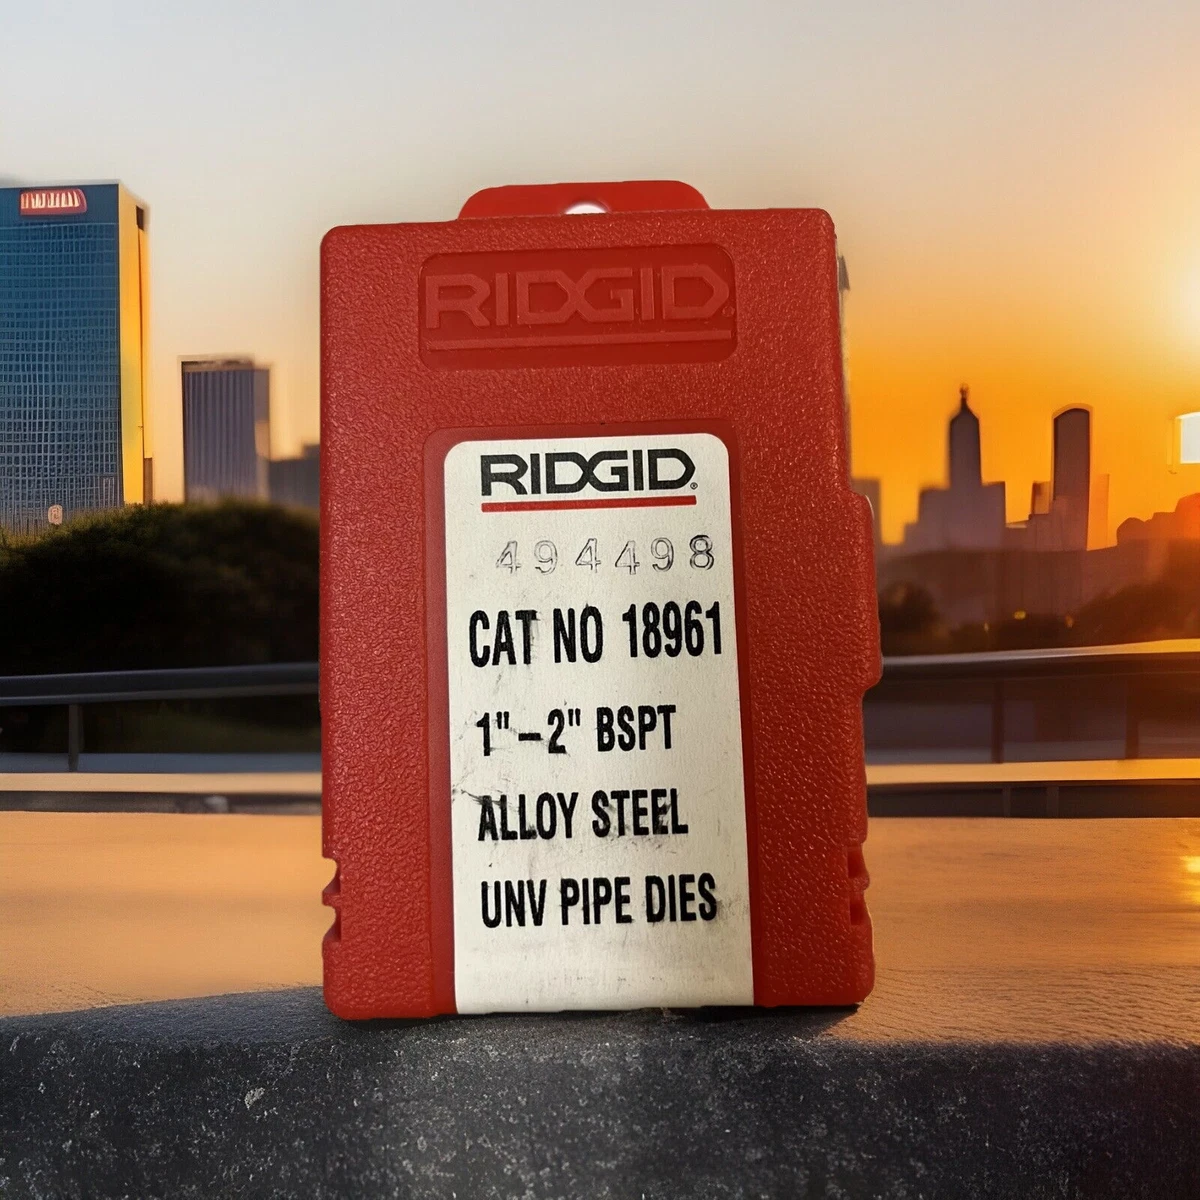 RIDGID
RIDGID®
494498
CAT NO 18961
1"–2" BSPT
ALLOY STEEL
UNV PIPE DIES